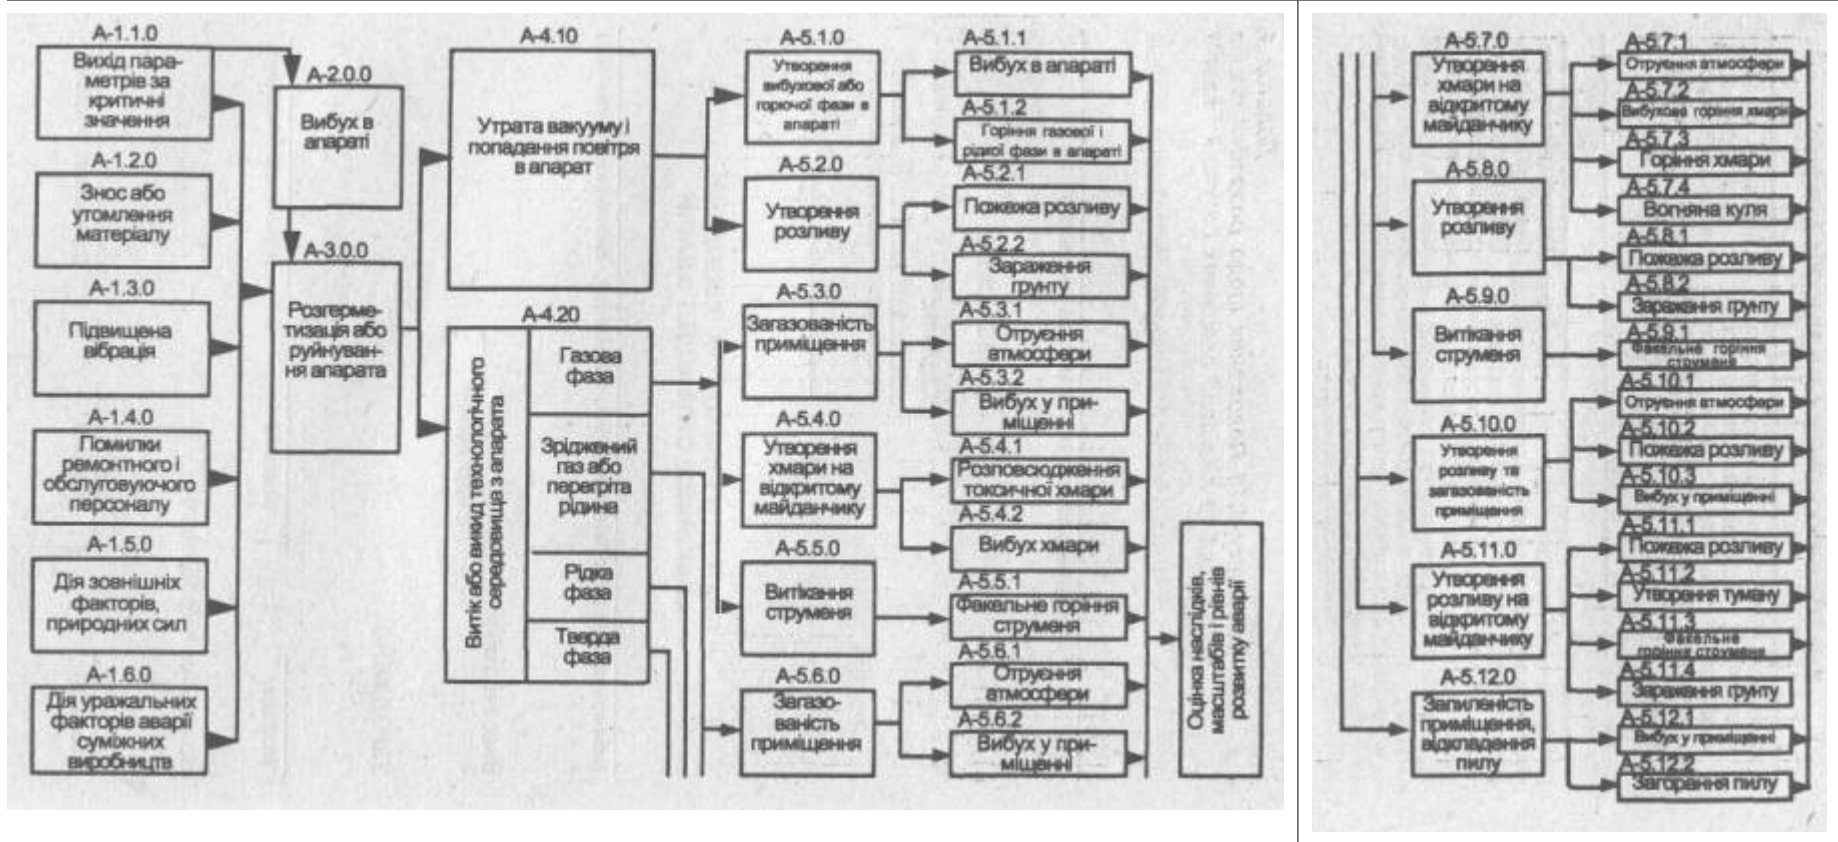 А-1.1.0
Вихід пара-
метрів за
критичні
значення
А-1.2.0
Знос або
утомлення
матеріалу
А-1.3.0
Підвищена
вібрація
А-1.4.0
Помилки
ремонтного і
обслуговуючого
персоналу
А-1.5.0
Дія зовнішніх
факторів,
природних сил
А-1.6.0
Дія уражальних
факторів аварії
суміжних
виробництв
А-2.0.0
Вибух в
апараті
А-3.0.0
Розгерме-
тизація або
руйнуван-
ня апарата
А-4.10
Утрата вакууму і
попадання повітря
в апарат
А-4.20
Витік або викид технологічного
середовища з апарата
Газова
фаза
Зріджений
газ або
перегріта
рідина
Рідка
фаза
Тверда
фаза
А-5.1.0
Утворення
вибухової або
горючої фази в
апараті
А-5.2.0
Утворення
розливу
А-5.3.0
Загазованість
приміщення
А-5.4.0
Утворення
хмари на
відкритому
майданчику
А-5.5.0
Витікання
струменя
А-5.6.0
Загазо-
ваність
приміщення
А-5.1.1
Вибух в апараті
А-5.1.2
Горіння газової і
рідкої фази в апараті
А-5.2.1
Пожежа розливу
А-5.2.2
Зараження
грунту
А-5.3.1
Отруєння
атмосфери
А-5.3.2
Вибух у при-
міщенні
А-5.4.1
Розповсюдження
токсичної хмари
А-5.4.2
Вибух хмари
А-5.5.1
Факельне горіння
струменя
А-5.6.1
Отруєння
атмосфери
А-5.6.2
Вибух у при-
міщенні
Оцінка наслідків,
масштабів і рівнів
розвитку аварії
А-5.7.0
Утворення
хмари на
відкритому
майданчику
А-5.8.0
Утворення
розливу
А-5.9.0
Витікання
струменя
А-5.10.0
Утворення
розливу та
загазованість
приміщення
А-5.11.0
Утворення
розливу на
відкритому
майданчику
А-5.12.0
Запиленість
приміщення,
відкладення
пилу
А-5.7.1
Отруєння атмосфери
А-5.7.2
Вибухове горіння хмари
А-5.7.3
Горіння хмари
А-5.7.4
Вогняна куля
А-5.8.1
Пожежа розливу
А-5.8.2
Зараження грунту
А-5.9.1
Факельне горіння
струменя
А-5.10.1
Отруєння атмосфери
А-5.10.2
Пожежа розливу
А-5.10.3
Вибух у приміщенні
А-5.11.1
Пожежа розливу
А-5.11.2
Утворення туману
А-5.11.3
Факельне
горіння струменя
А-5.11.4
Зараження грунту
А-5.12.1
Вибух у приміщенні
А-5.12.2
Загорання пилу